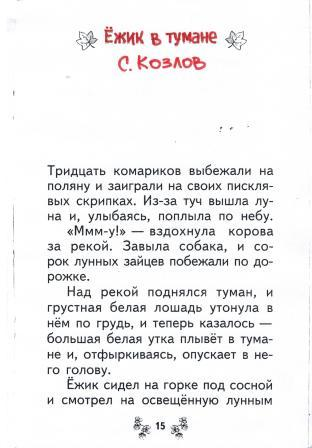 Ёжик в тумане
С. Козлов
Тридцать комариков выбежали на
поляну и заиграли на своих пискля-
вых скрипках. Из-за туч вышла лу-
на и, улыбаясь, поплыла по небу.
«Ммм-у!» — вздохнула корова
за рекой. Завыла собака, и со-
рок лунных зайцев побежали по до-
рожке.
Над рекой поднялся туман, и
грустная белая лошадь утонула в
нём по грудь, и теперь казалось —
большая белая утка плывёт в тума-
не и, отфыркиваясь, опускает в не-
го голову.
Ёжик сидел на горке под сосной
и смотрел на освещённую лунным
15